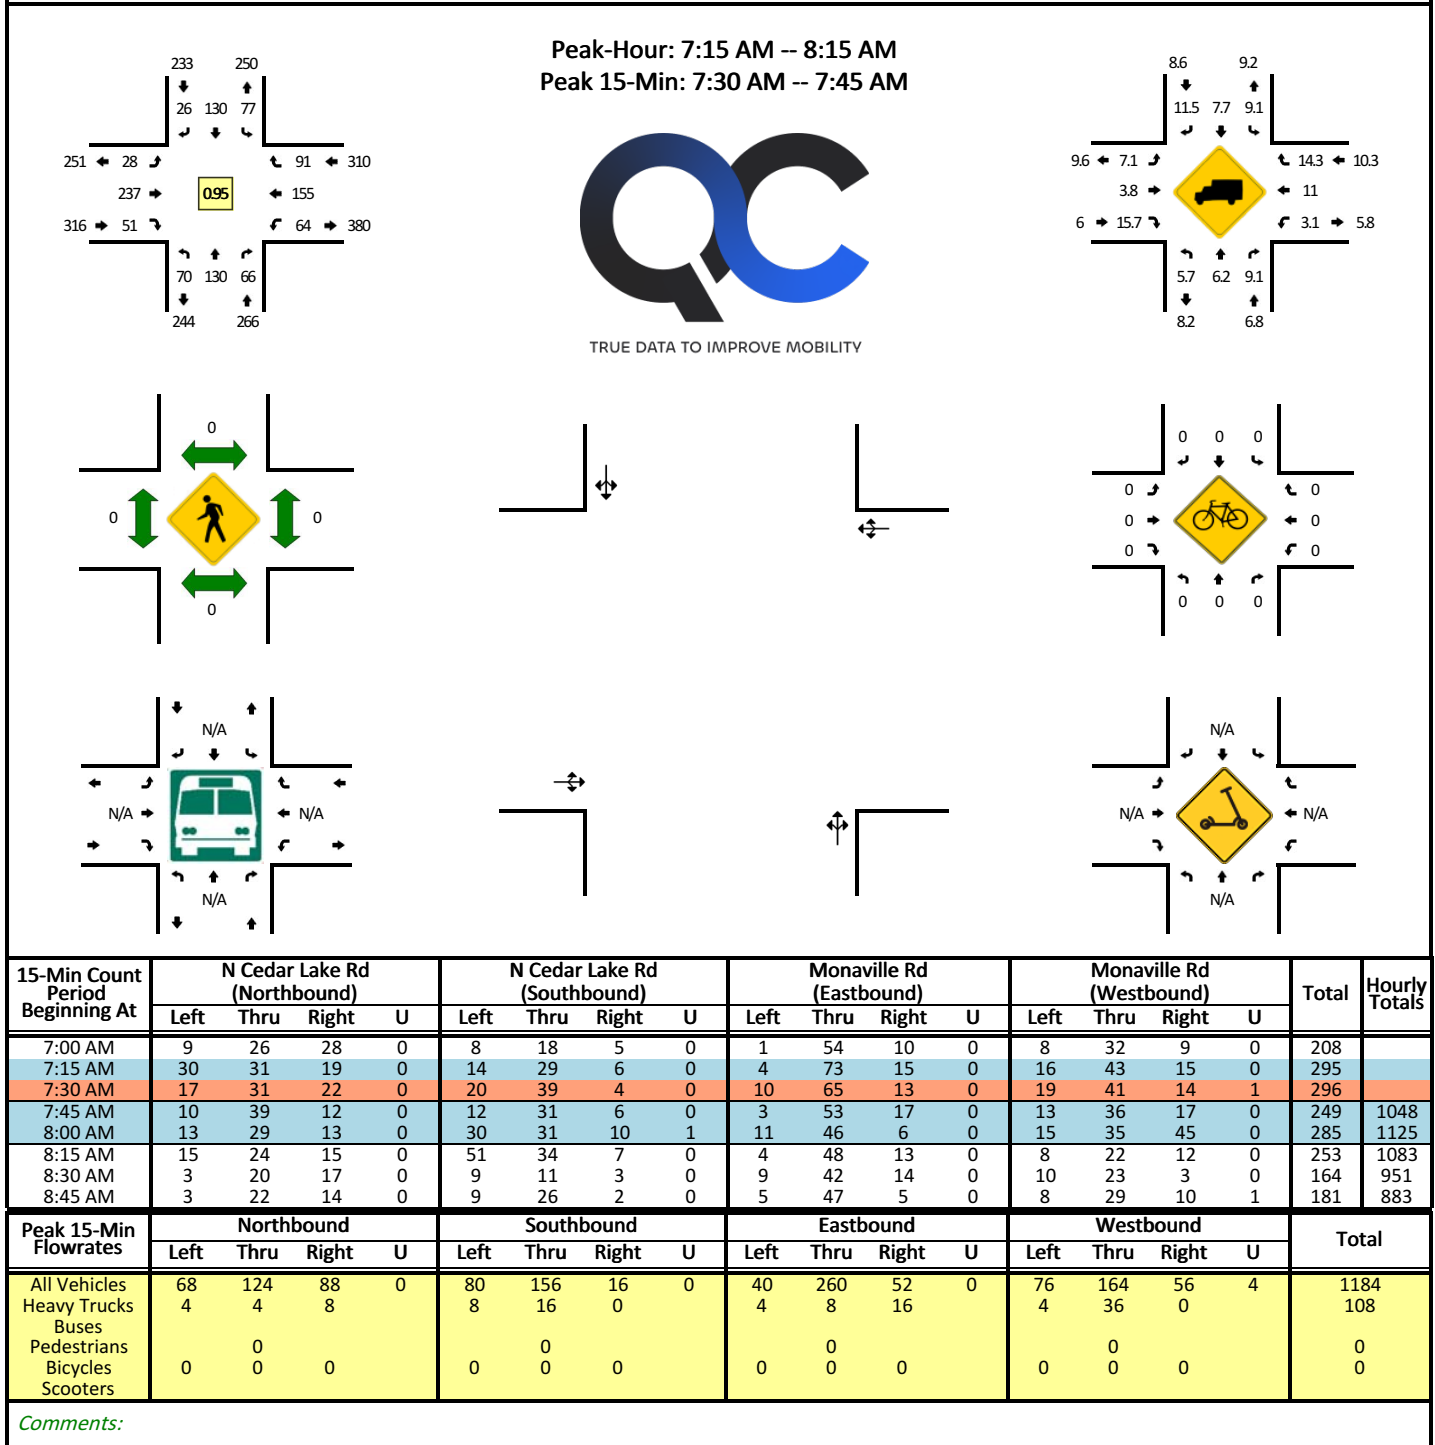 Peak-Hour: 7:15 AM -- 8:15 AM
Peak 15-Min: 7:30 AM -- 7:45 AM
233 250
26 130 77
251 28 91 310
237 0.95 155
316 51 64 380
70 130 66
244 266
TRUE DATA TO IMPROVE MOBILITY
8.6 9.2
11.5 7.7 9.1
9.6 7.1 14.3 10.3
3.8 11
6 15.7 3.1 5.8
5.7 6.2 9.1
8.2 6.8
0
0 0
0
0 0 0
0 0
0 0
0 0
0 0 0
N/A
N/A N/A
N/A
N/A
N/A N/A
N/A
15-Min Count Period Beginning At N Cedar Lake Rd (Northbound) N Cedar Lake Rd (Southbound) Monaville Rd (Eastbound) Monaville Rd (Westbound) Total Hourly Totals
Left Thru Right U Left Thru Right U Left Thru Right U Left Thru Right U
7:00 AM 9 26 28 0 8 18 5 0 1 54 10 0 8 32 9 0 208
7:15 AM 30 31 19 0 14 29 6 0 4 73 15 0 16 43 15 0 295
7:30 AM 17 31 22 0 20 39 4 0 10 65 13 0 19 41 14 1 296
7:45 AM 10 39 12 0 12 31 6 0 3 53 17 0 13 36 17 0 249 1048
8:00 AM 13 29 13 0 30 31 10 1 11 46 6 0 15 35 45 0 285 1125
8:15 AM 15 24 15 0 51 34 7 0 4 48 13 0 8 22 12 0 253 1083
8:30 AM 3 20 17 0 9 11 3 0 9 42 14 0 10 23 3 0 164 951
8:45 AM 3 22 14 0 9 26 2 0 5 47 5 0 8 29 10 1 181 883
Peak 15-Min Flowrates Northbound Southbound Eastbound Westbound Total
Left Thru Right U Left Thru Right U Left Thru Right U Left Thru Right U
All Vehicles 68 124 88 0 80 156 16 0 40 260 52 0 76 164 56 4 1184
Heavy Trucks 4 4 8 8 16 0 4 8 16 4 36 0 108
Buses
Pedestrians 0 0 0 0 0
Bicycles 0 0 0 0 0 0 0 0 0 0 0 0 0
Scooters
Comments: